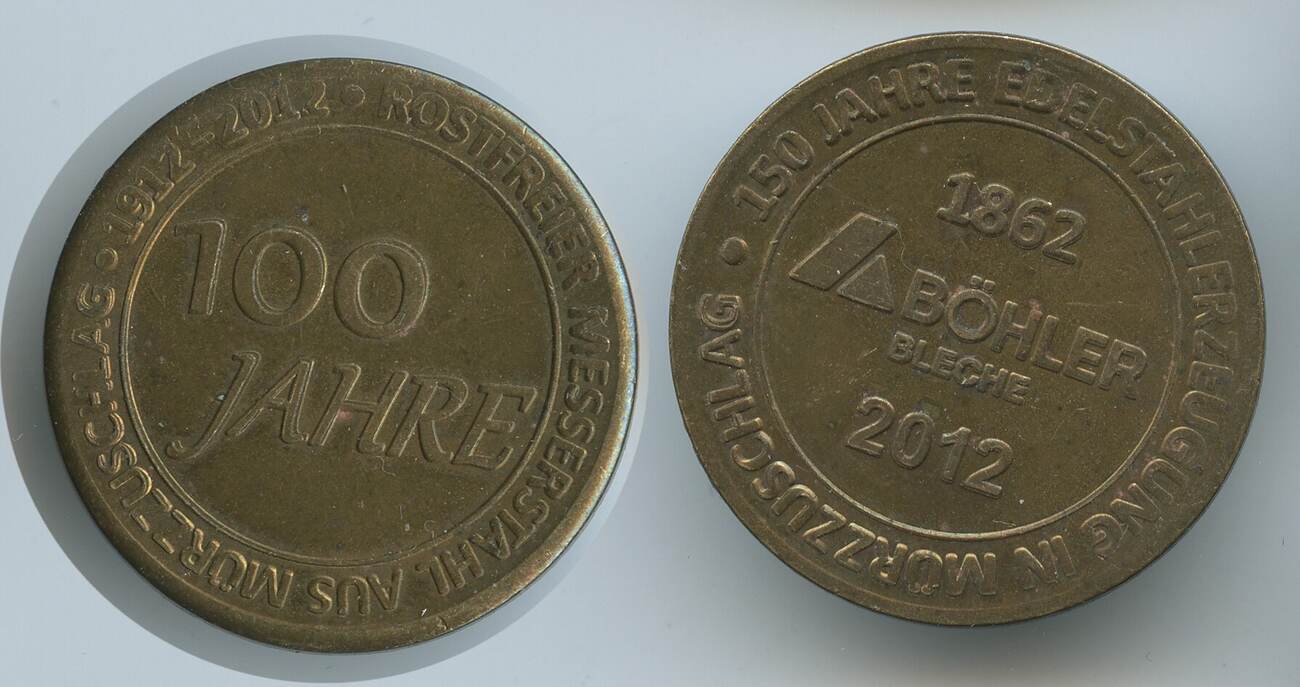 1912-2012 • ROSTFREIER MESSERSTAHL AUS MÜRZZUSCHLAG •
100
JAHRE
• 150 JAHRE EDELSTAHLERZEUGUNG IN MÜRZZUSCHLAG
1862
BÖHLER
BLECHE
2012